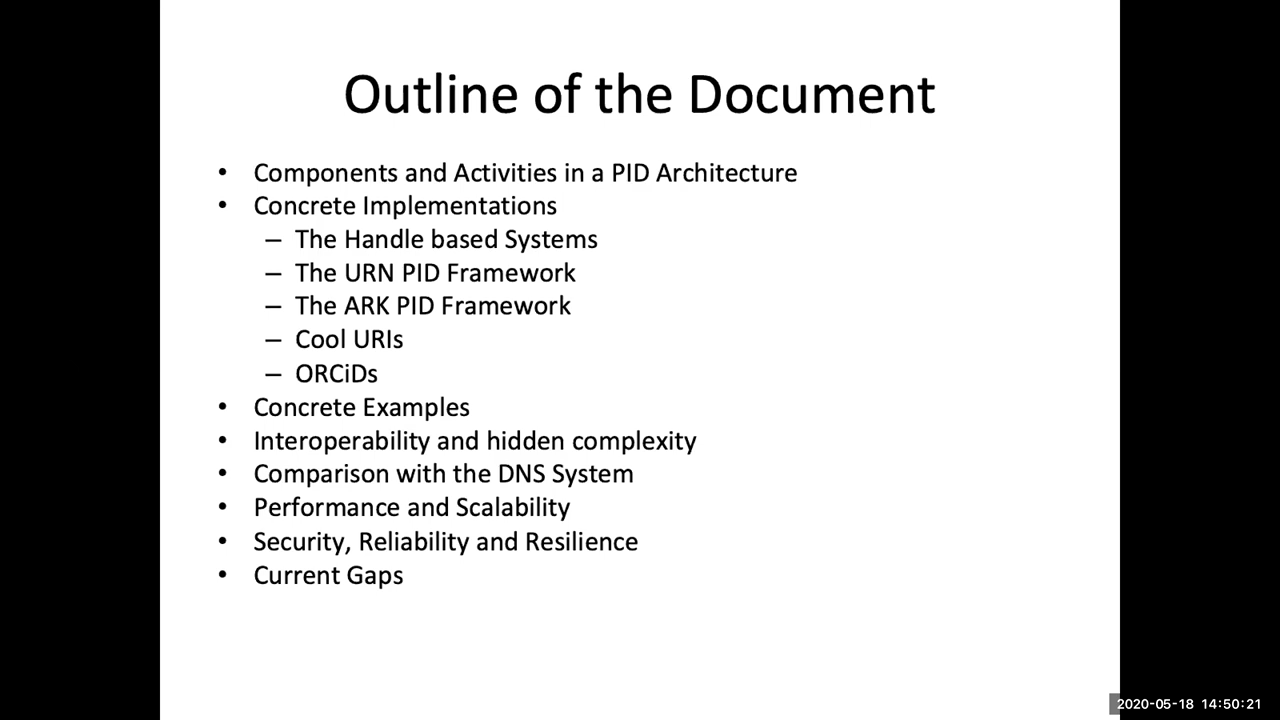 Outline of the Document
• Components and Activities in a PID Architecture
• Concrete Implementations
– The Handle based Systems
– The URN PID Framework
– The ARK PID Framework
– Cool URIs
– ORCiDs
• Concrete Examples
• Interoperability and hidden complexity
• Comparison with the DNS System
• Performance and Scalability
• Security, Reliability and Resilience
• Current Gaps
2020-05-18 14:50:21